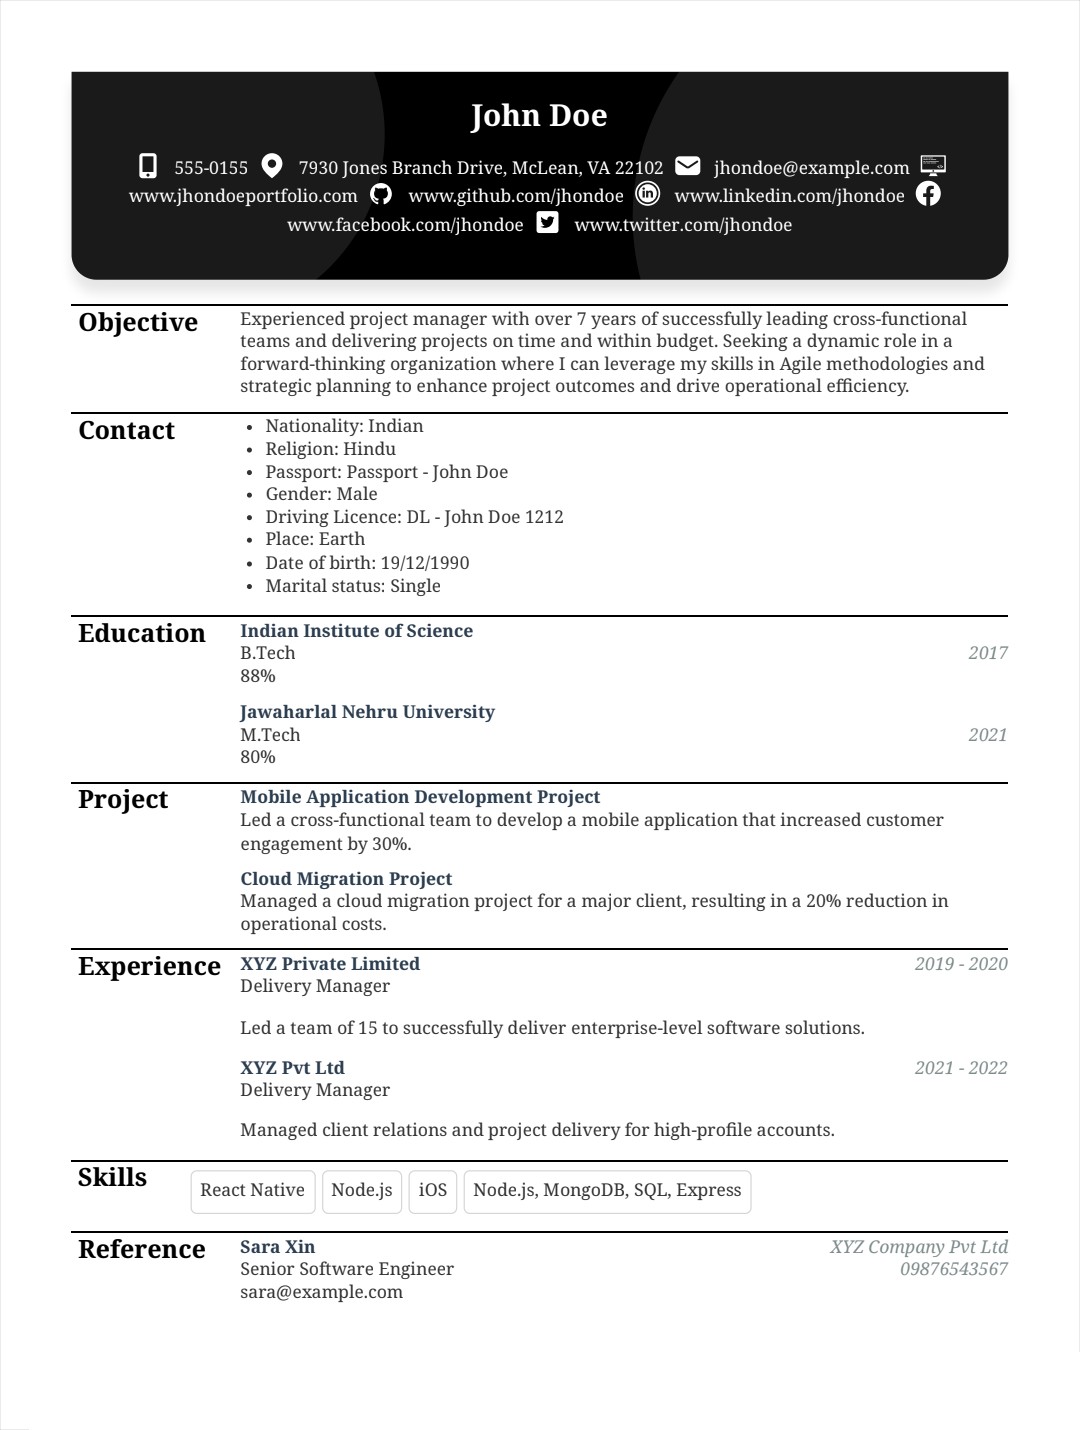 John Doe
555-0155 7930 Jones Branch Drive, McLean, VA 22102 jhondoe@example.com
www.jhondoeportfolio.com www.github.com/jhondoe www.linkedin.com/jhondoe
www.facebook.com/jhondoe www.twitter.com/jhondoe
Objective
Experienced project manager with over 7 years of successfully leading cross-functional
teams and delivering projects on time and within budget. Seeking a dynamic role in a
forward-thinking organization where I can leverage my skills in Agile methodologies and
strategic planning to enhance project outcomes and drive operational efficiency.
Contact
• Nationality: Indian
• Religion: Hindu
• Passport: Passport - John Doe
• Gender: Male
• Driving Licence: DL - John Doe 1212
• Place: Earth
• Date of birth: 19/12/1990
• Marital status: Single
Education
Indian Institute of Science
B.Tech 2017
88%
Jawaharlal Nehru University
M.Tech 2021
80%
Project
Mobile Application Development Project
Led a cross-functional team to develop a mobile application that increased customer
engagement by 30%.
Cloud Migration Project
Managed a cloud migration project for a major client, resulting in a 20% reduction in
operational costs.
Experience
XYZ Private Limited 2019 - 2020
Delivery Manager
Led a team of 15 to successfully deliver enterprise-level software solutions.
XYZ Pvt Ltd 2021 - 2022
Delivery Manager
Managed client relations and project delivery for high-profile accounts.
Skills
React Native Node.js iOS Node.js, MongoDB, SQL, Express
Reference
Sara Xin XYZ Company Pvt Ltd
Senior Software Engineer 09876543567
sara@example.com